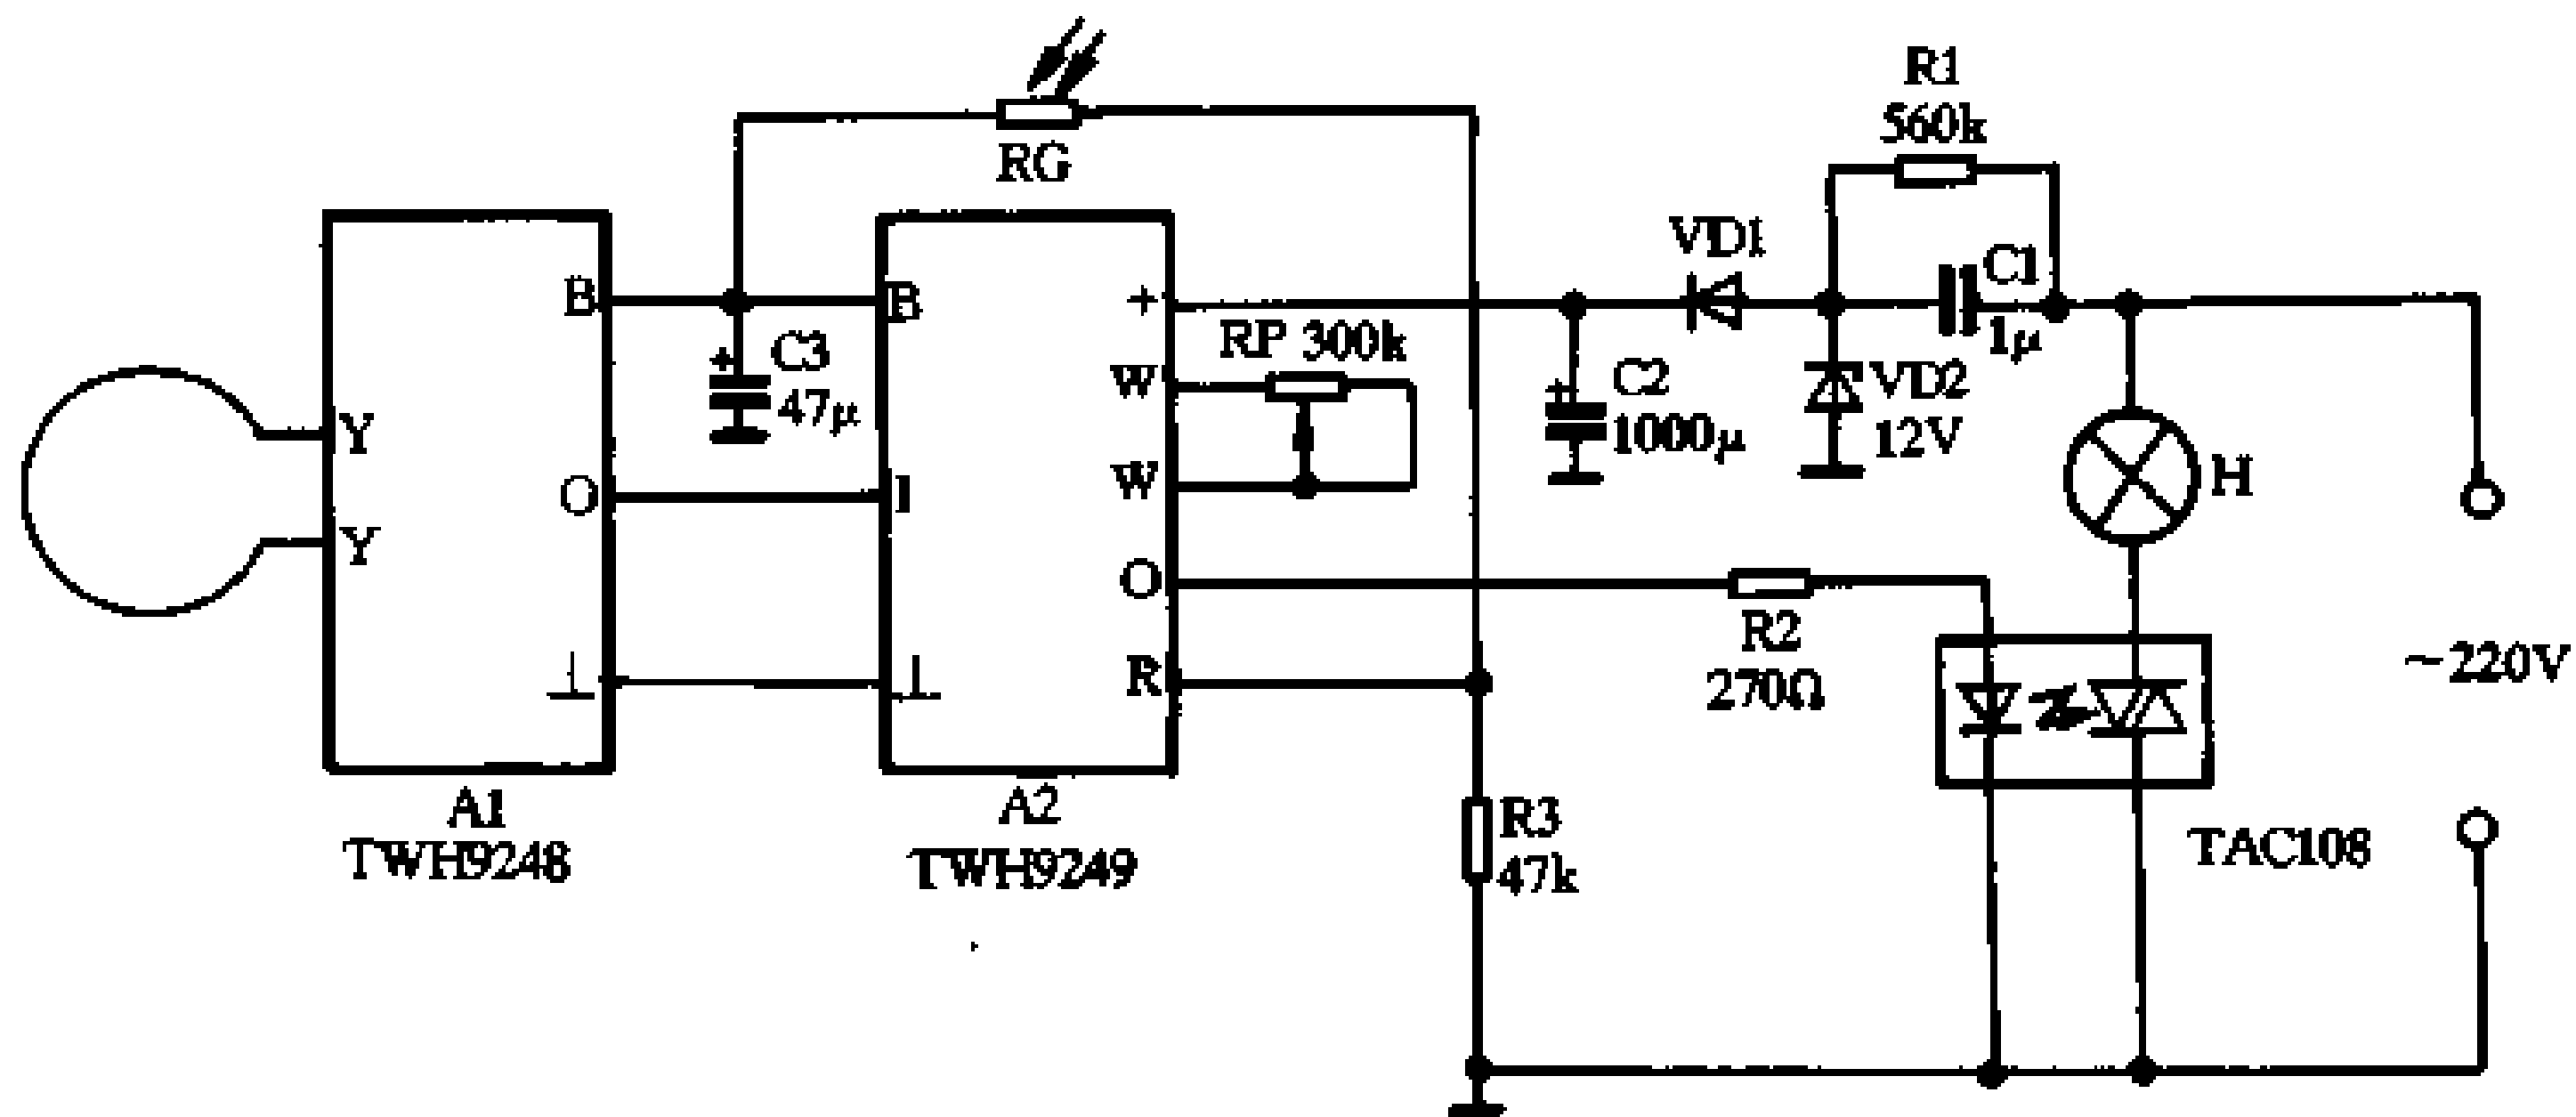 R1
560k
RG
VD1
C1
1μ
B
B
+
RP 300k
C3
47μ
W
C2
1000μ
VD2
12V
Y
W
H
O
I
Y
O
R2
270Ω
~220V
⊥
⊥
R
A1
TWH9248
A2
TWH9249
R3
47k
TAC108